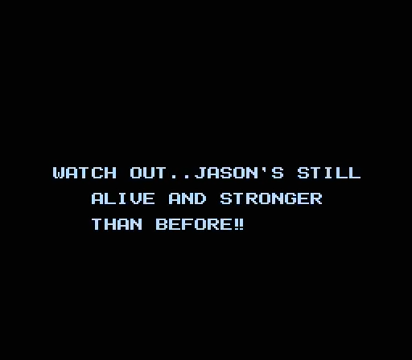 WATCH OUT..JASON'S STILL
ALIVE AND STRONGER
THAN BEFORE!!